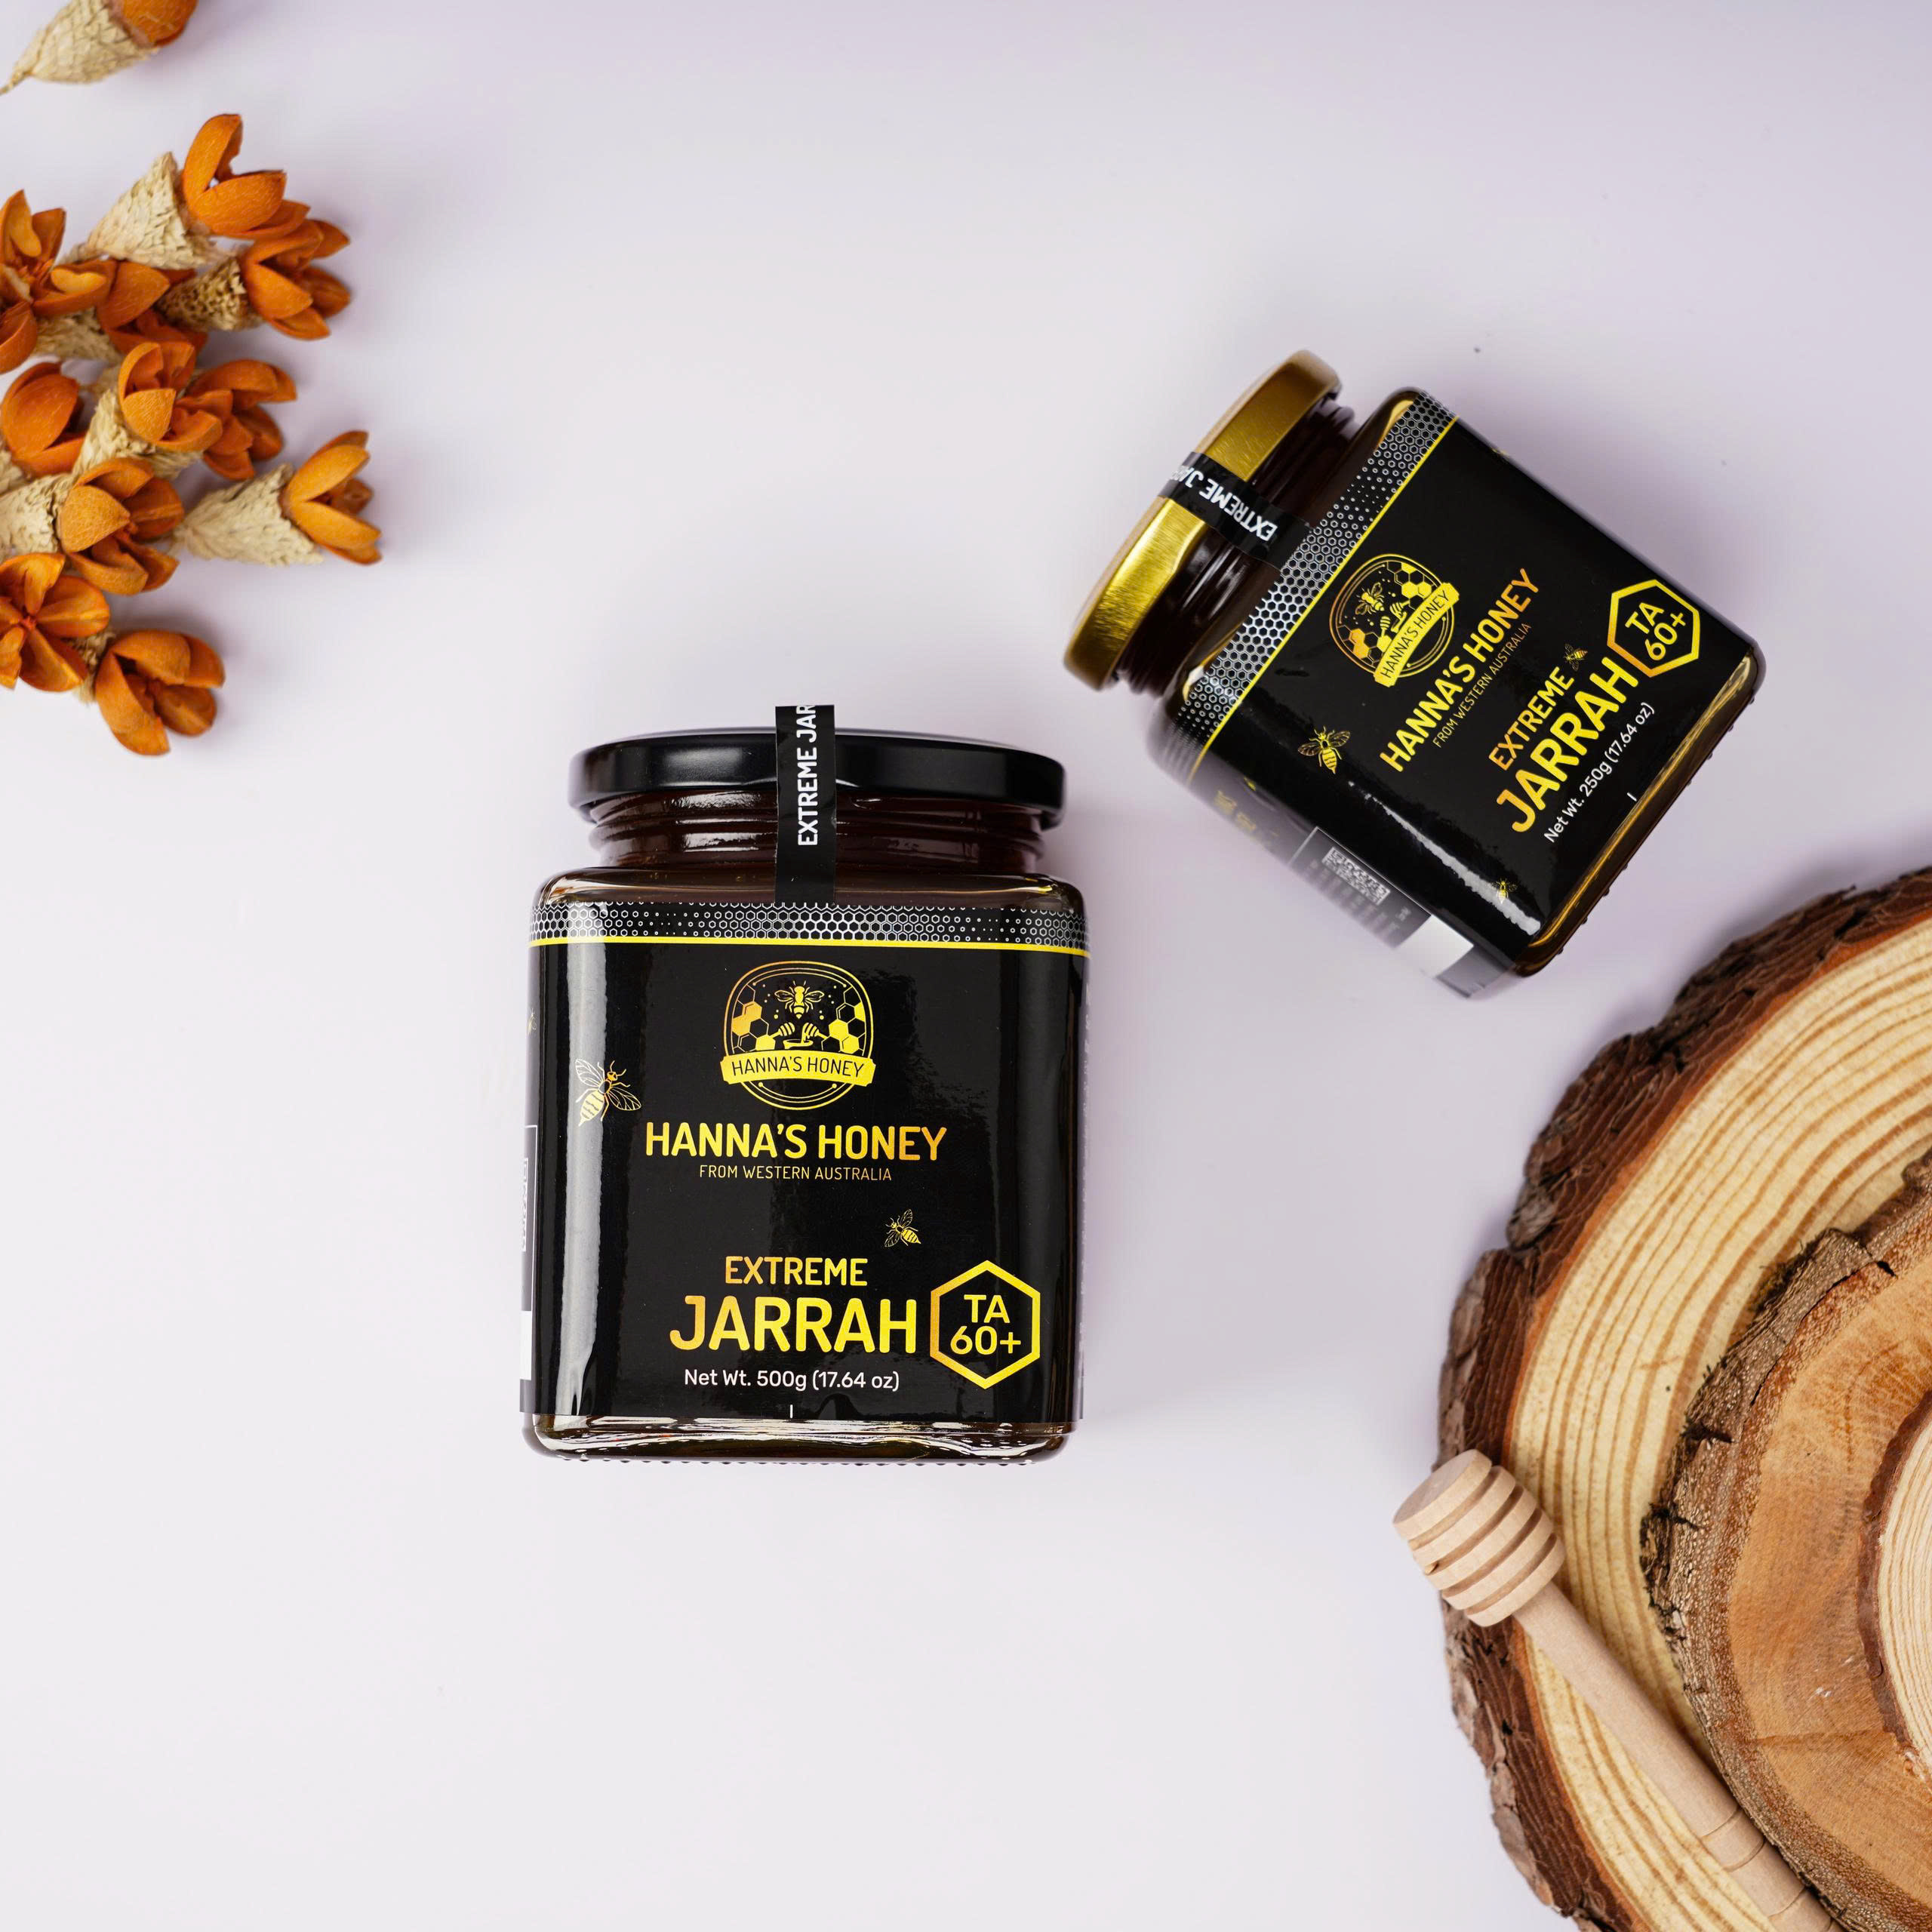 EXTREME JAR
HANNA'S HONEY
HANNA'S HONEY
FROM WESTERN AUSTRALIA
EXTREME
JARRAH
TA
60+
Net Wt. 500g (17.64 oz)
EXTREME JA
HANNA'S HONEY
HANNA'S HONEY
FROM WESTERN AUSTRALIA
EXTREME
JARRAH
TA
60+
Net Wt. 250g (17.64 oz)